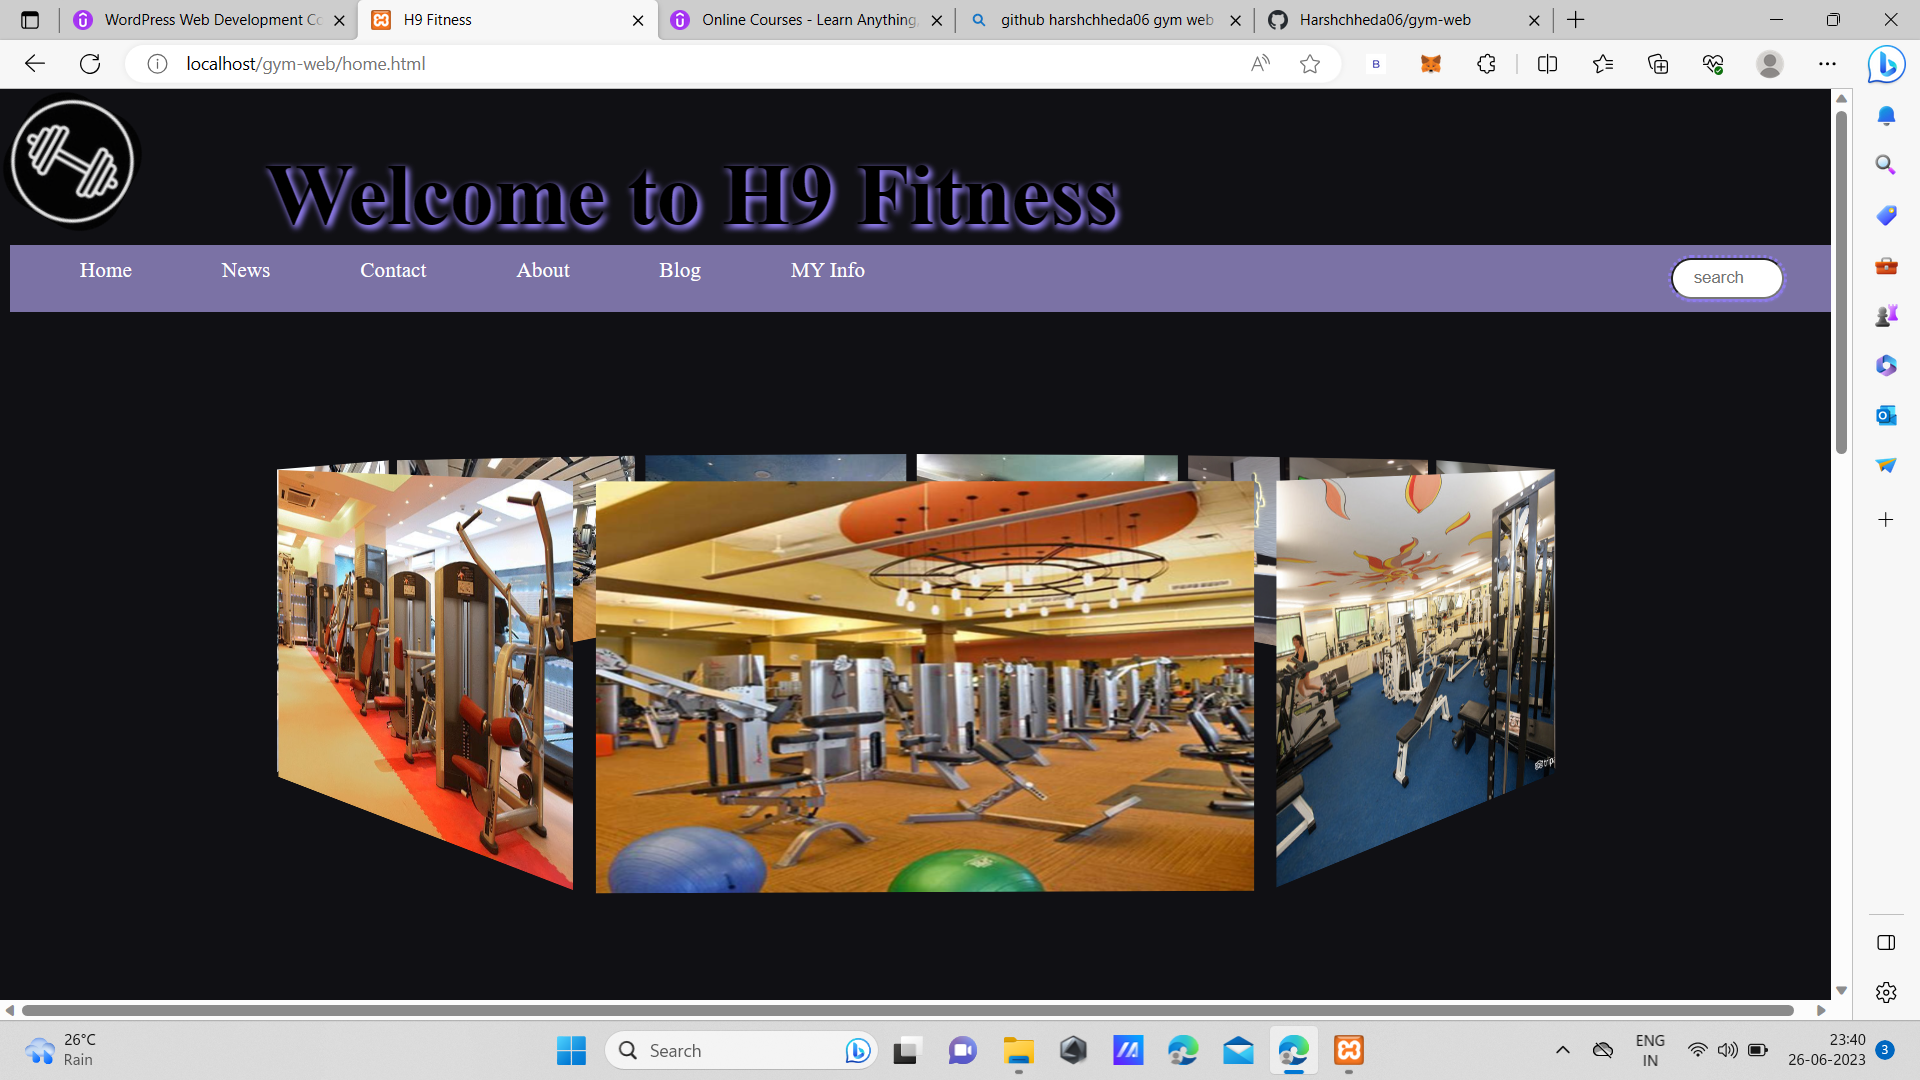 WordPress Web Development Co
H9 Fitness
Online Courses - Learn Anything,
github harshchheda06 gym web
Harshchheda06/gym-web
localhost/gym-web/home.html
B
Welcome to H9 Fitness
Home
News
Contact
About
Blog
MY Info
search
26°C
Rain
Search
ENG
IN
23:40
26-06-2023
3